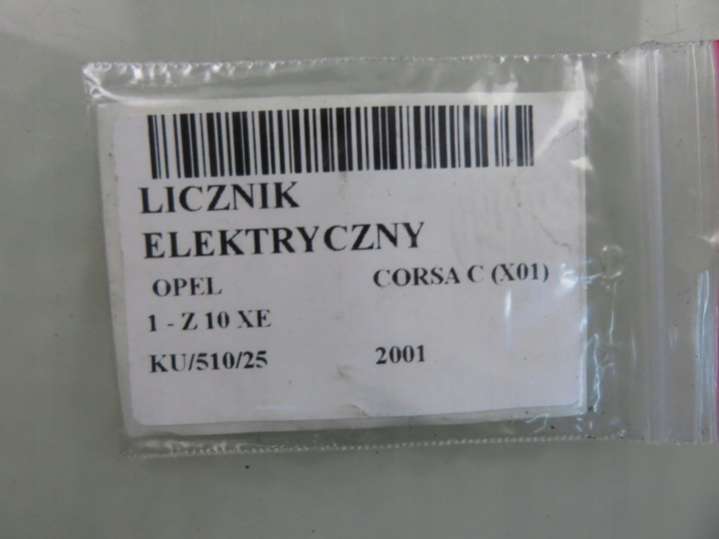 LICZNIK
ELEKTRYCZNY
OPEL CORSA C (X01)
1 - Z 10 XE
KU/510/25 2001